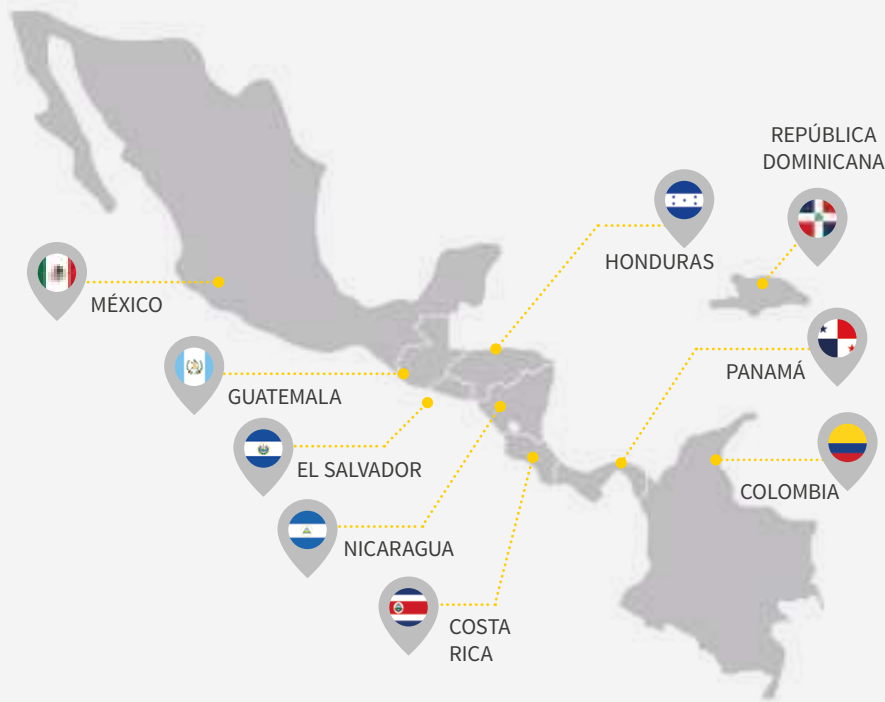 REPÚBLICA
DOMINICANA
HONDURAS
MÉXICO
PANAMÁ
GUATEMALA
EL SALVADOR
COLOMBIA
NICARAGUA
COSTA
RICA